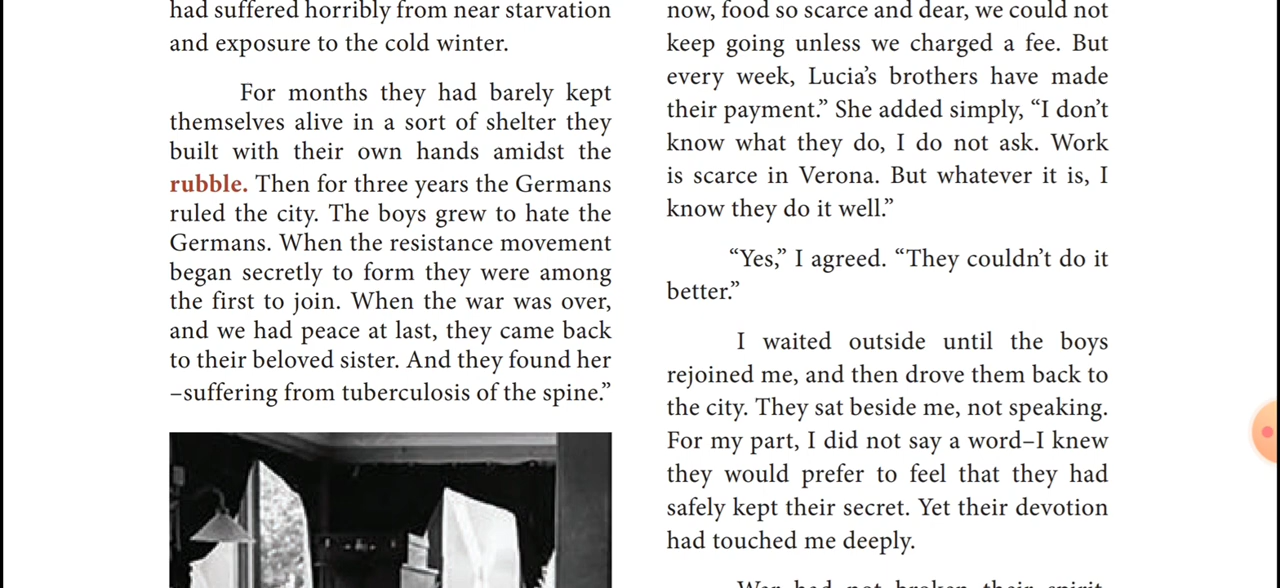 had suffered horribly from near starvation
and exposure to the cold winter.
For months they had barely kept
themselves alive in a sort of shelter they
built with their own hands amidst the
rubble. Then for three years the Germans
ruled the city. The boys grew to hate the
Germans. When the resistance movement
began secretly to form they were among
the first to join. When the war was over,
and we had peace at last, they came back
to their beloved sister. And they found her
–suffering from tuberculosis of the spine.”
now, food so scarce and dear, we could not
keep going unless we charged a fee. But
every week, Lucia’s brothers have made
their payment.” She added simply, “I don’t
know what they do, I do not ask. Work
is scarce in Verona. But whatever it is, I
know they do it well.”
“Yes,” I agreed. “They couldn’t do it
better.”
I waited outside until the boys
rejoined me, and then drove them back to
the city. They sat beside me, not speaking.
For my part, I did not say a word–I knew
they would prefer to feel that they had
safely kept their secret. Yet their devotion
had touched me deeply.
War had not broken their spirit.